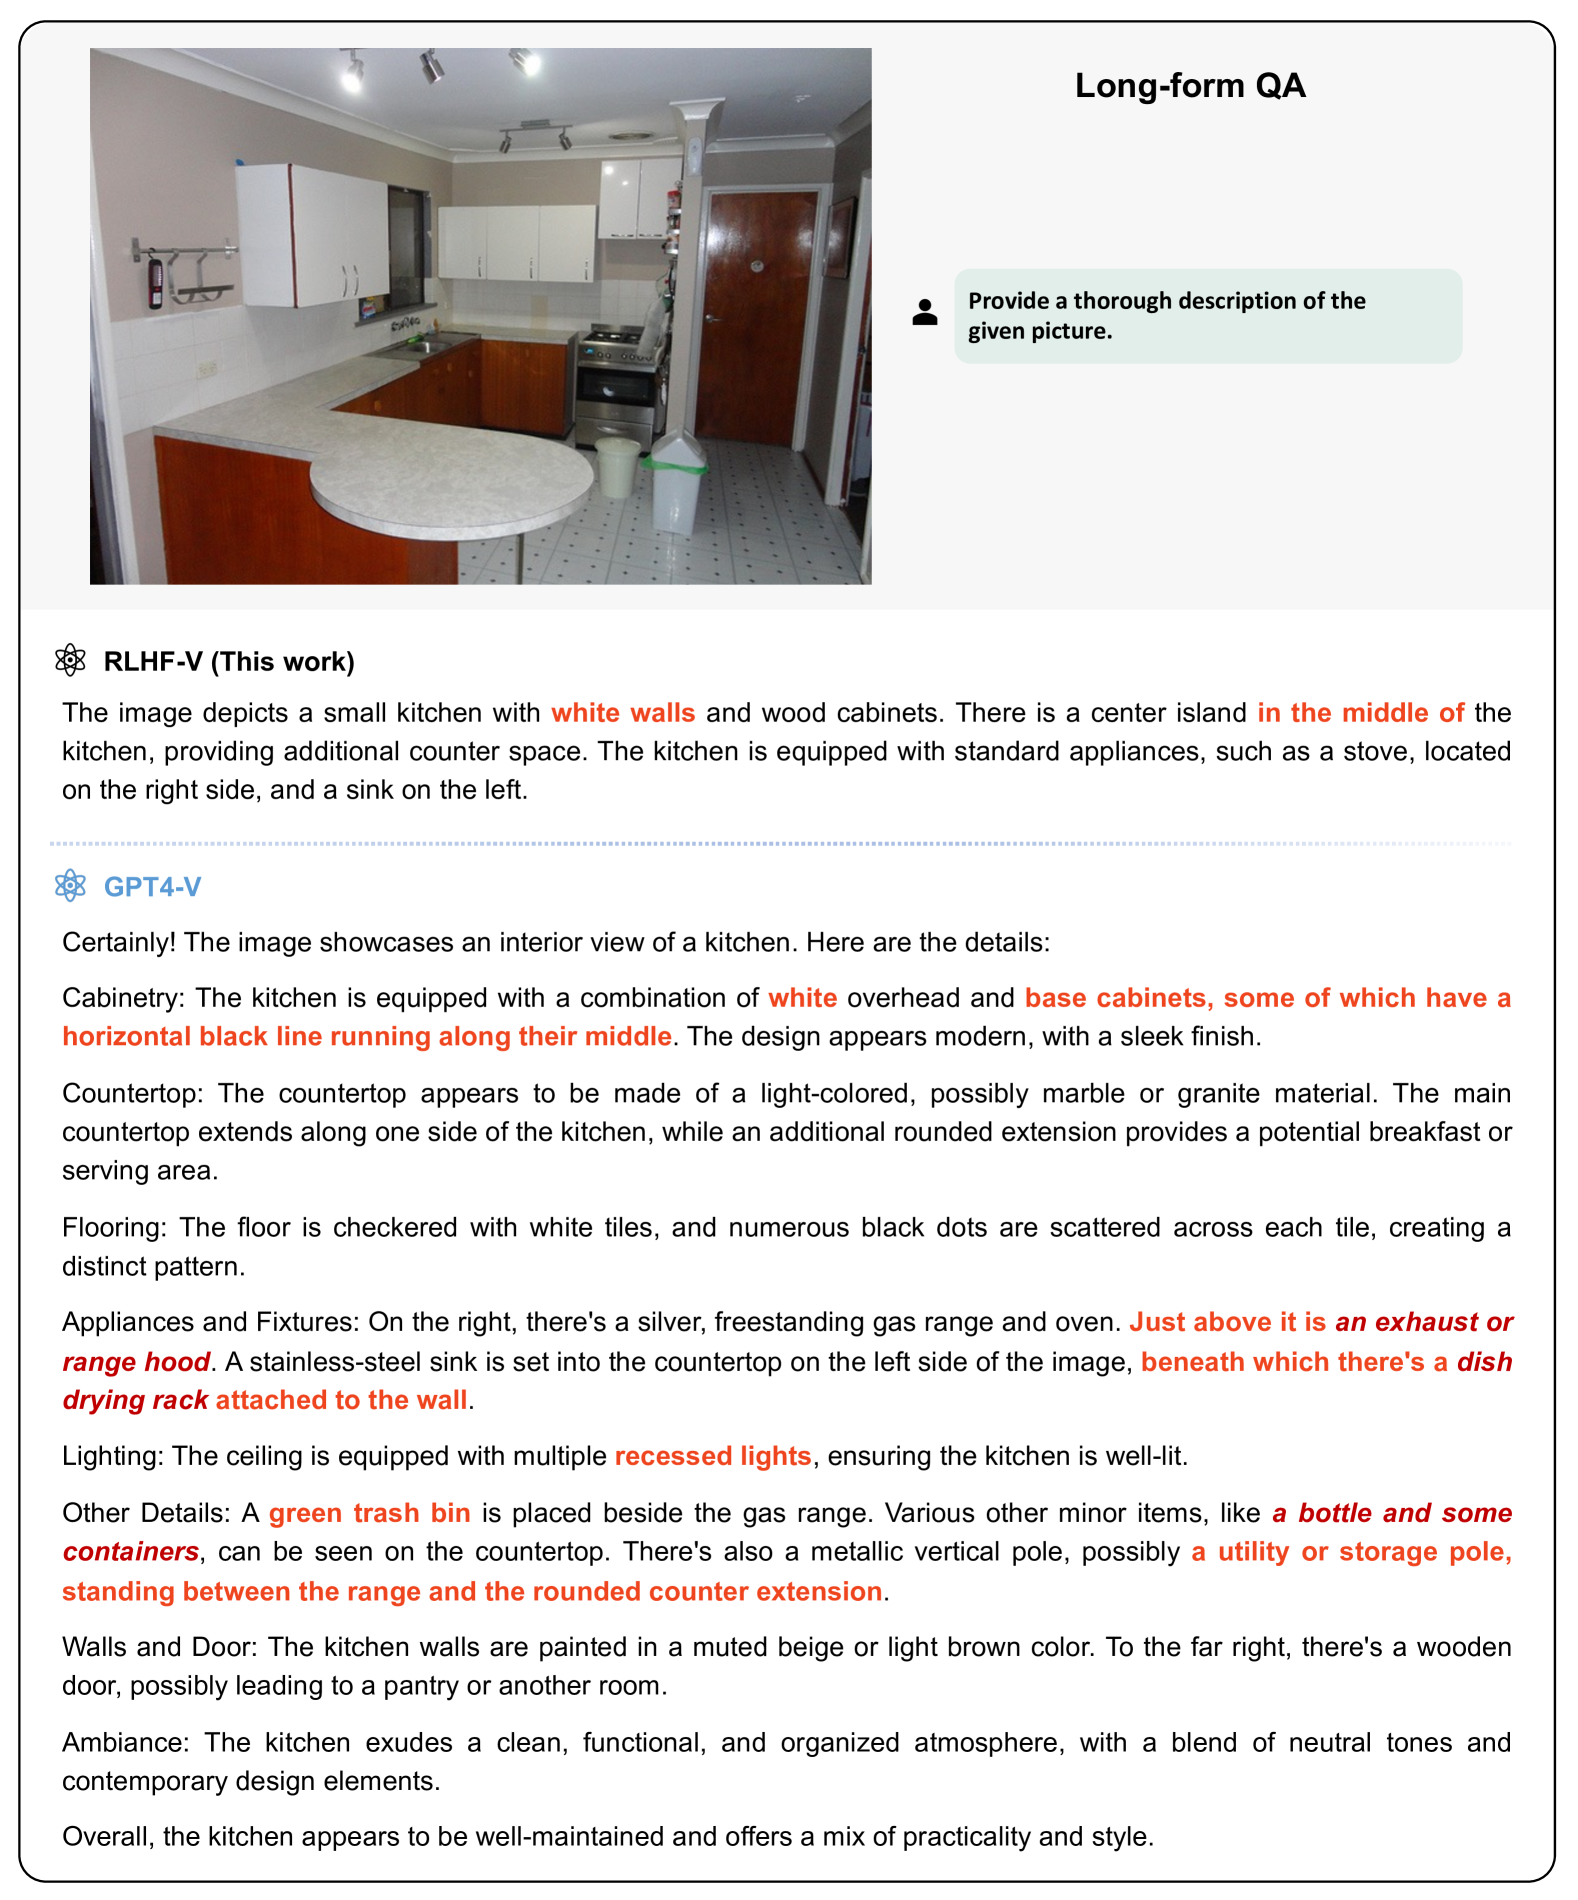 Long-form QA
Provide a thorough description of the
given picture.
RLHF-V (This work)
The image depicts a small kitchen with white walls and wood cabinets. There is a center island in the middle of the
kitchen, providing additional counter space. The kitchen is equipped with standard appliances, such as a stove, located
on the right side, and a sink on the left.
GPT4-V
Certainly! The image showcases an interior view of a kitchen. Here are the details:
Cabinetry: The kitchen is equipped with a combination of white overhead and base cabinets, some of which have a
horizontal black line running along their middle. The design appears modern, with a sleek finish.
Countertop: The countertop appears to be made of a light-colored, possibly marble or granite material. The main
countertop extends along one side of the kitchen, while an additional rounded extension provides a potential breakfast or
serving area.
Flooring: The floor is checkered with white tiles, and numerous black dots are scattered across each tile, creating a
distinct pattern.
Appliances and Fixtures: On the right, there's a silver, freestanding gas range and oven. Just above it is an exhaust or
range hood. A stainless-steel sink is set into the countertop on the left side of the image, beneath which there's a dish
drying rack attached to the wall.
Lighting: The ceiling is equipped with multiple recessed lights, ensuring the kitchen is well-lit.
Other Details: A green trash bin is placed beside the gas range. Various other minor items, like a bottle and some
containers, can be seen on the countertop. There's also a metallic vertical pole, possibly a utility or storage pole,
standing between the range and the rounded counter extension.
Walls and Door: The kitchen walls are painted in a muted beige or light brown color. To the far right, there's a wooden
door, possibly leading to a pantry or another room.
Ambiance: The kitchen exudes a clean, functional, and organized atmosphere, with a blend of neutral tones and
contemporary design elements.
Overall, the kitchen appears to be well-maintained and offers a mix of practicality and style.